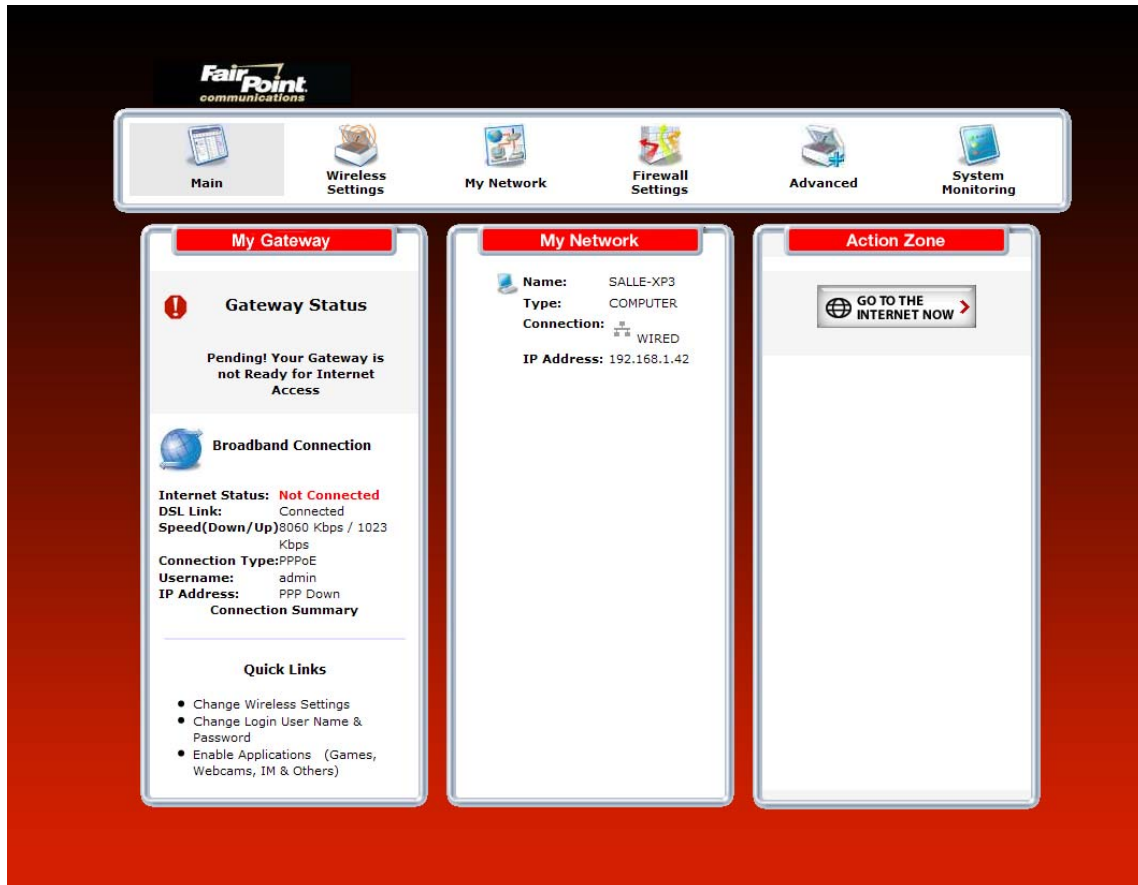 FairPoint.
communications
Main
Wireless
Settings
My Network
Firewall
Settings
Advanced
System
Monitoring
My Gateway
Gateway Status
Pending! Your Gateway is
not Ready for Internet
Access
Broadband Connection
Internet Status: Not Connected
DSL Link: Connected
Speed(Down/Up)8060 Kbps / 1023
Kbps
Connection Type:PPPoE
Username: admin
IP Address: PPP Down
Connection Summary
Quick Links
Change Wireless Settings
Change Login User Name &
Password
Enable Applications (Games,
Webcams, IM & Others)
My Network
Name: SALLE-XP3
Type: COMPUTER
Connection: WIRED
IP Address: 192.168.1.42
Action Zone
GO TO THE
INTERNET NOW